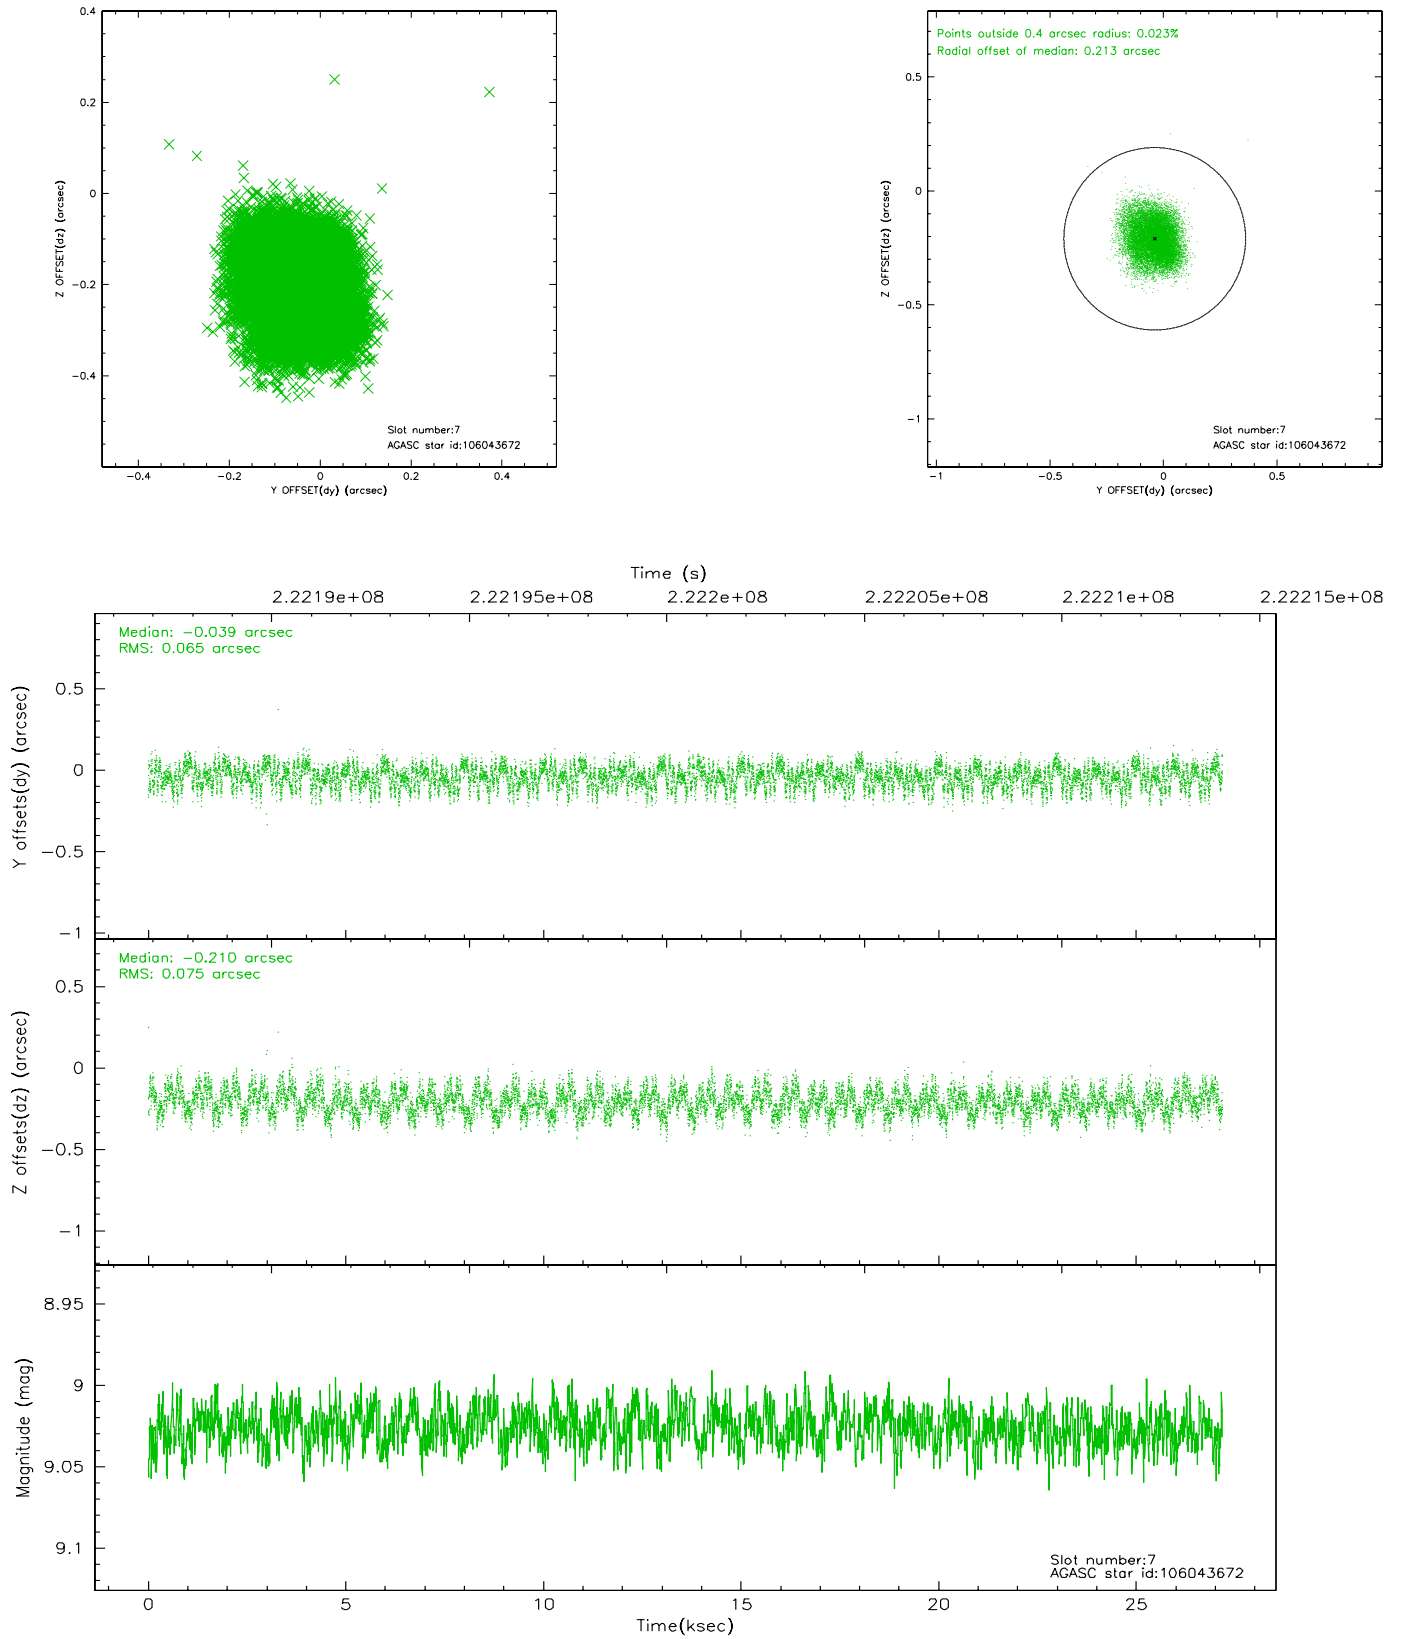 0.4
0.2
0
−0.2
−0.4
Z OFFSET(dz) (arcsec)
−0.4
−0.2
0
0.2
0.4
Y OFFSET(dy) (arcsec)
Slot number:7
AGASC star id:106043672
Points outside 0.4 arcsec radius: 0.023%
Radial offset of median: 0.213 arcsec
0.5
0
−0.5
−1
Z OFFSET(dz) (arcsec)
−1
−0.5
0
0.5
Y OFFSET(dy) (arcsec)
Slot number:7
AGASC star id:106043672
Time (s)
2.2219e+08
2.22195e+08
2.222e+08
2.22205e+08
2.2221e+08
2.22215e+08
Median: −0.039 arcsec
RMS: 0.065 arcsec
0.5
0
−0.5
−1
Y offsets(dy) (arcsec)
Median: −0.210 arcsec
RMS: 0.075 arcsec
0.5
0
−0.5
−1
Z offsets(dz) (arcsec)
8.95
9
9.05
9.1
Magnitude (mag)
Slot number:7
AGASC star id:106043672
0
5
10
15
20
25
Time(ksec)